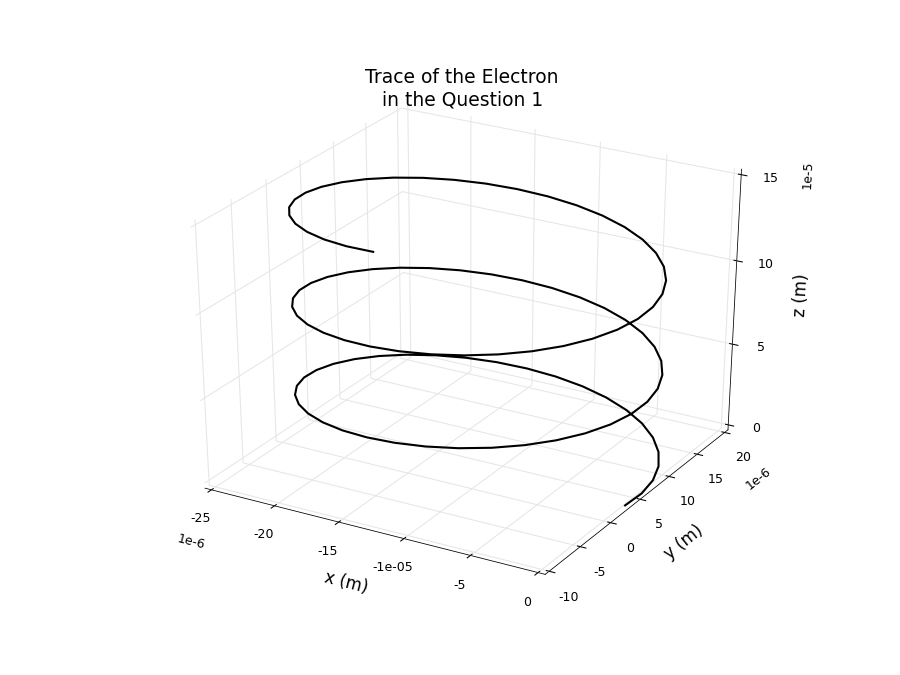 Trace of the Electron
in the Question 1
15
1e-5
10
z (m)
5
0
20
1e-6
15
10
5
y (m)
0
-5
-10
-25
1e-6
-20
-15
-1e-05
x (m)
-5
0